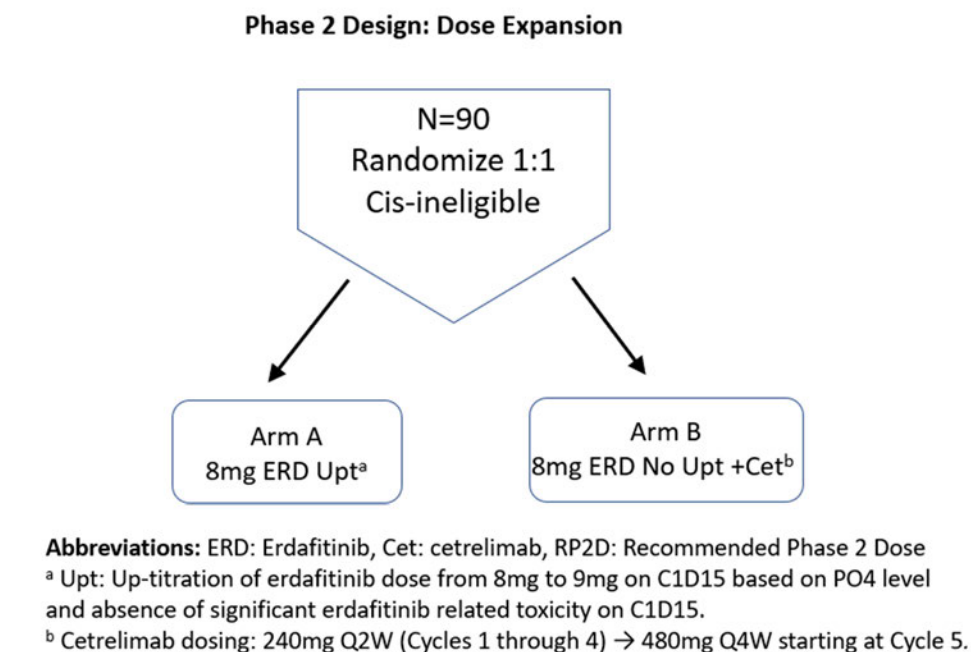 Phase 2 Design: Dose Expansion
N=90
Randomize 1:1
Cis-ineligible
Arm A
8mg ERD Uptᵃ
Arm B
8mg ERD No Upt +Cetᵇ
Abbreviations: ERD: Erdafitinib, Cet: cetrelimab, RP2D: Recommended Phase 2 Dose
ᵃ Upt: Up-titration of erdafitinib dose from 8mg to 9mg on C1D15 based on PO4 level
and absence of significant erdafitinib related toxicity on C1D15.
ᵇ Cetrelimab dosing: 240mg Q2W (Cycles 1 through 4) → 480mg Q4W starting at Cycle 5.